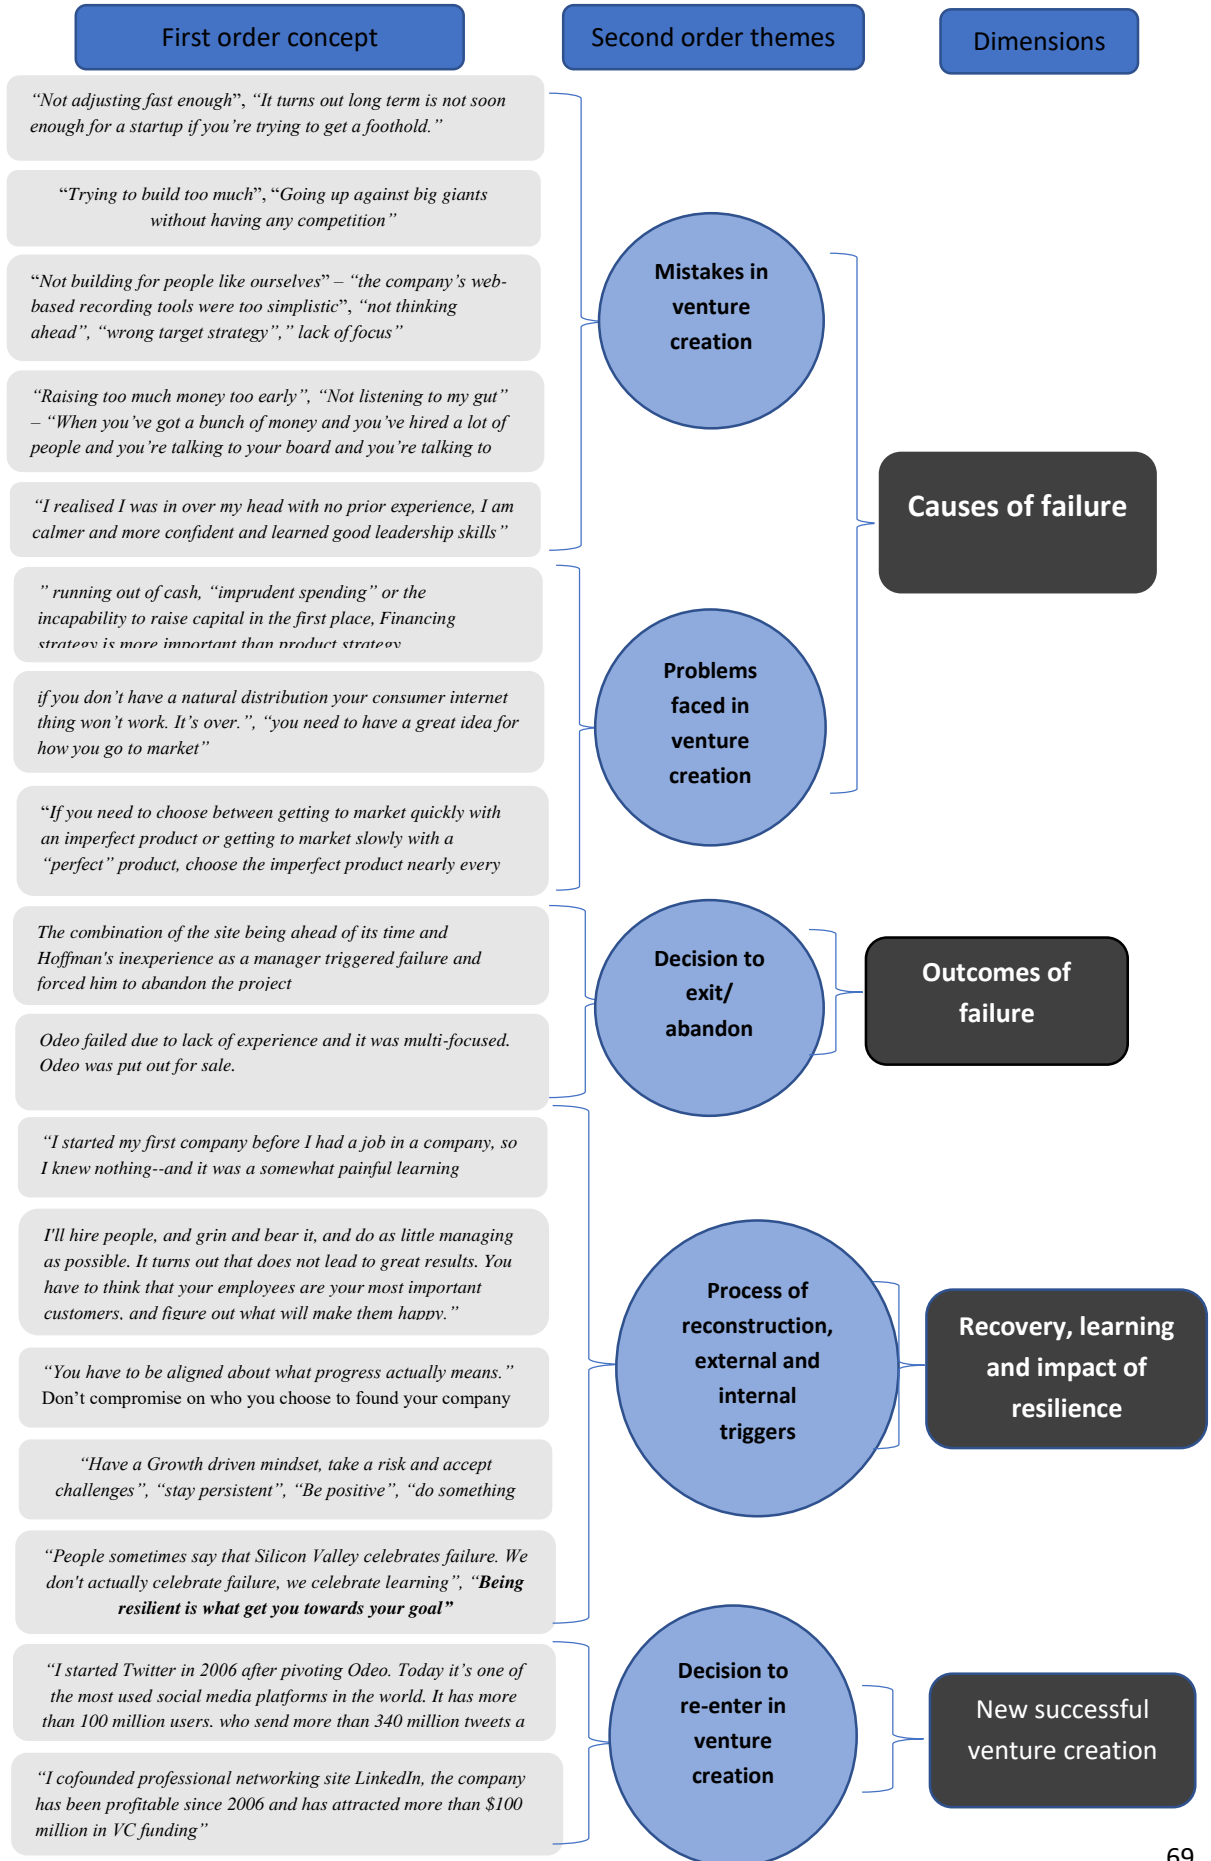 First order concept
Second order themes
Dimensions
“Not adjusting fast enough”, “It turns out long term is not soon
enough for a startup if you’re trying to get a foothold.”
“Trying to build too much”, “Going up against big giants
without having any competition”
“Not building for people like ourselves” – “the company’s web-
based recording tools were too simplistic”, “not thinking
ahead”, “wrong target strategy”,” lack of focus”
“Raising too much money too early”, “Not listening to my gut”
– “When you’ve got a bunch of money and you’ve hired a lot of
people and you’re talking to your board and you’re talking to
“I realised I was in over my head with no prior experience, I am
calmer and more confident and learned good leadership skills”
Mistakes in
venture
creation
” running out of cash, “imprudent spending” or the
incapability to raise capital in the first place, Financing
strategy is more important than product strategy
if you don’t have a natural distribution your consumer internet
thing won’t work. It’s over.”, “you need to have a great idea for
how you go to market”
“If you need to choose between getting to market quickly with
an imperfect product or getting to market slowly with a
“perfect” product, choose the imperfect product nearly every
Problems
faced in
venture
creation
Causes of failure
The combination of the site being ahead of its time and
Hoffman's inexperience as a manager triggered failure and
forced him to abandon the project
Odeo failed due to lack of experience and it was multi-focused.
Odeo was put out for sale.
Decision to
exit/
abandon
Outcomes of
failure
“I started my first company before I had a job in a company, so
I knew nothing--and it was a somewhat painful learning
I'll hire people, and grin and bear it, and do as little managing
as possible. It turns out that does not lead to great results. You
have to think that your employees are your most important
customers, and figure out what will make them happy.”
“You have to be aligned about what progress actually means.”
Don’t compromise on who you choose to found your company
“Have a Growth driven mindset, take a risk and accept
challenges”, “stay persistent”, “Be positive”, “do something
“People sometimes say that Silicon Valley celebrates failure. We
don't actually celebrate failure, we celebrate learning”, “Being
resilient is what get you towards your goal”
Process of
reconstruction,
external and
internal
triggers
Recovery, learning
and impact of
resilience
“I started Twitter in 2006 after pivoting Odeo. Today it’s one of
the most used social media platforms in the world. It has more
than 100 million users. who send more than 340 million tweets a
“I cofounded professional networking site LinkedIn, the company
has been profitable since 2006 and has attracted more than $100
million in VC funding”
Decision to
re-enter in
venture
creation
New successful
venture creation
69